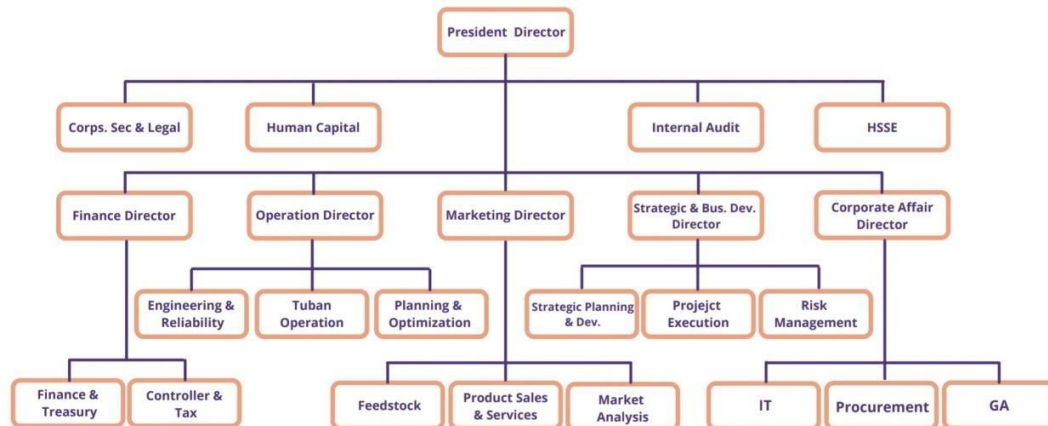 President Director
Corps. Sec & Legal
Human Capital
Internal Audit
HSSE
Finance Director
Operation Director
Marketing Director
Strategic & Bus. Dev.
Director
Corporate Affair
Director
Engineering &
Reliability
Tuban
Operation
Planning &
Optimization
Strategic Planning
& Dev.
Projejct
Execution
Risk
Management
Finance &
Treasury
Controller &
Tax
Feedstock
Product Sales
& Services
Market
Analysis
IT
Procurement
GA